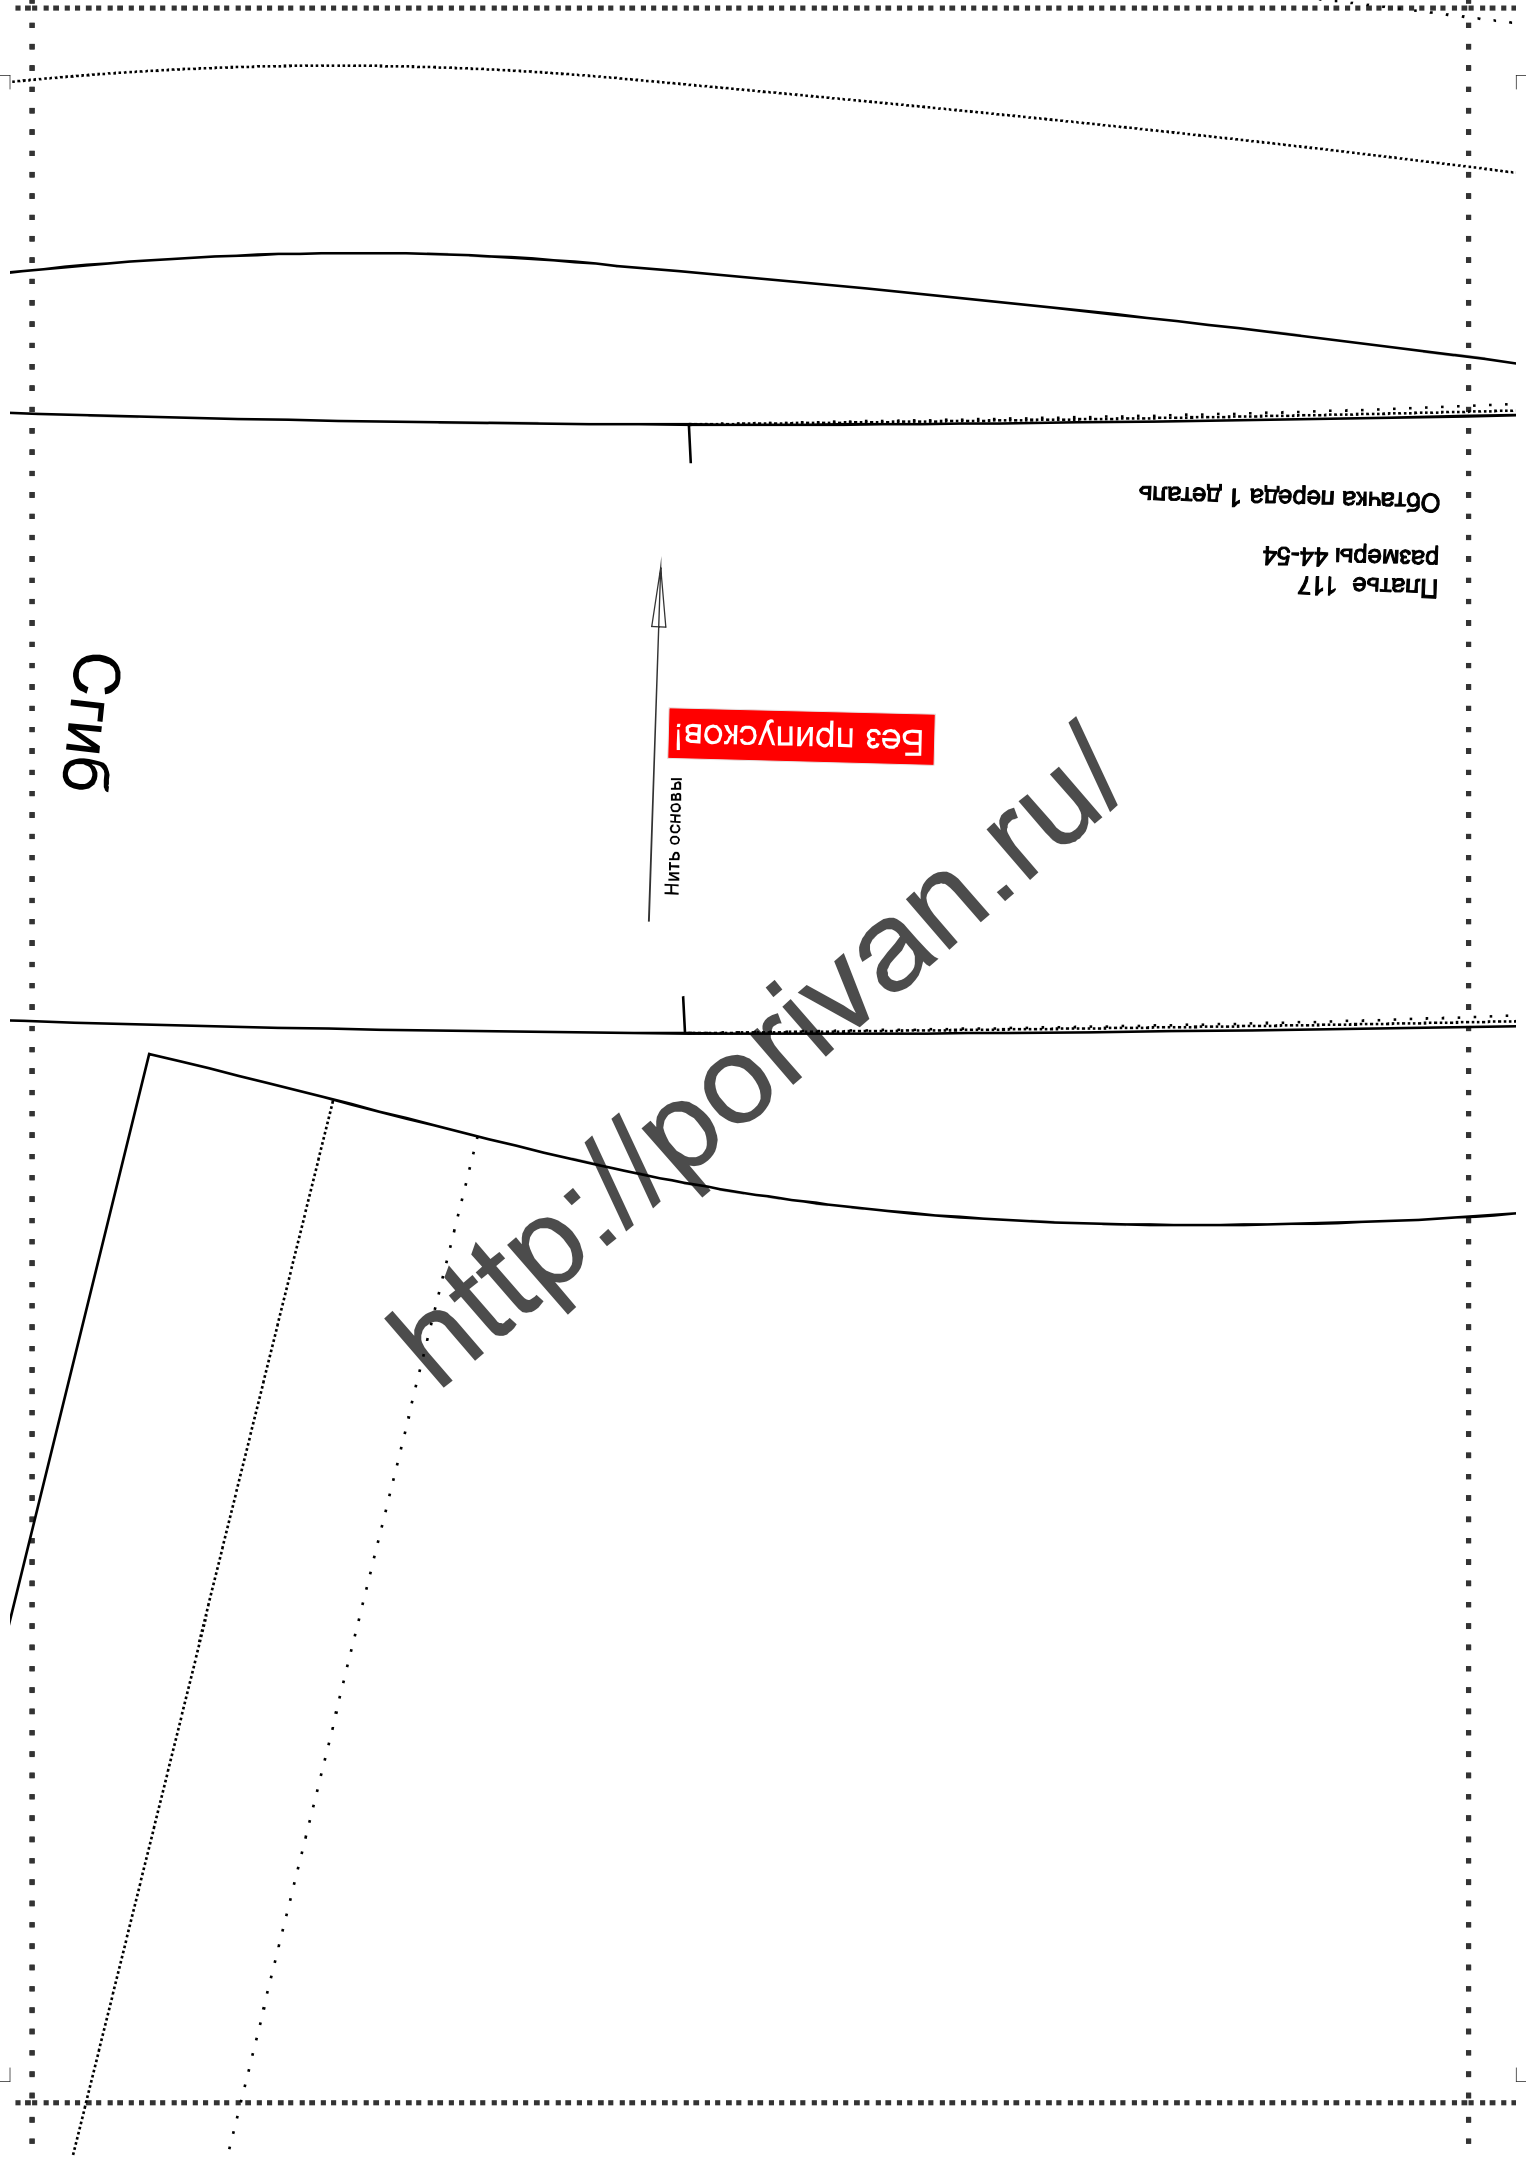 Платье 117
размеры 44-54
Обтачка переда 1 деталь
Без припусков!
Нить основы
Сгиб
http://porivan.ru/